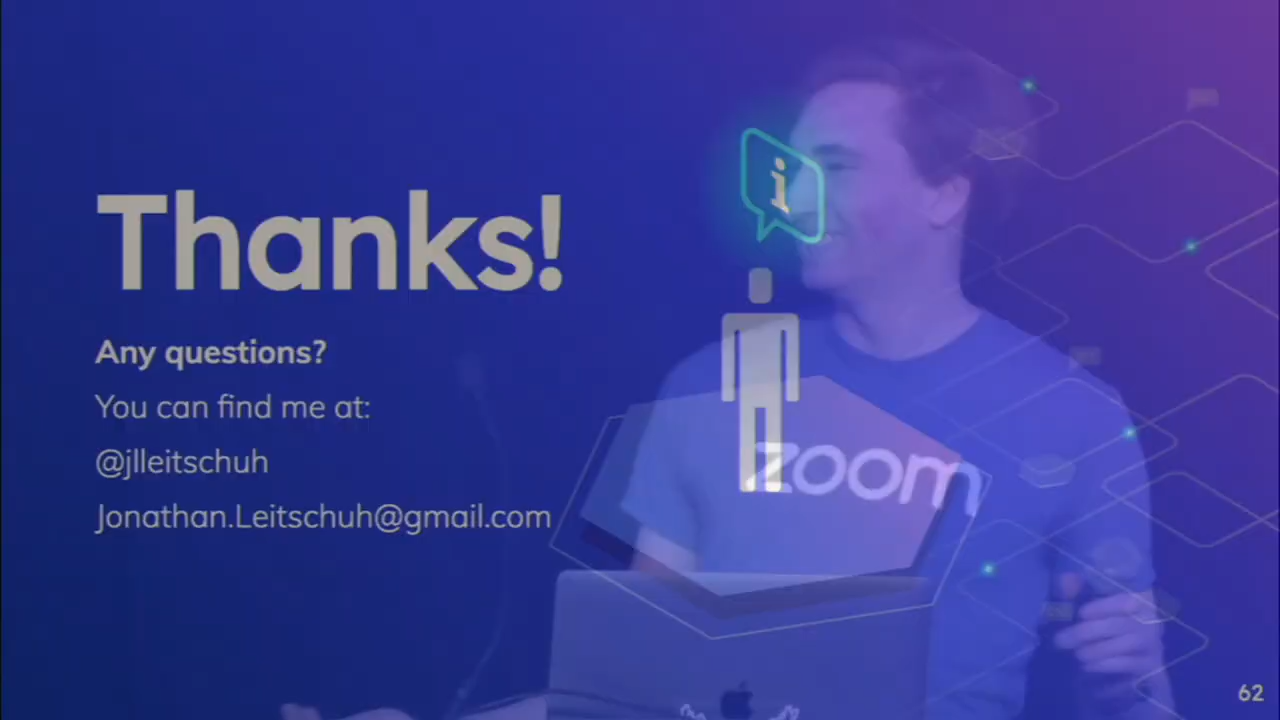 Thanks!
Any questions?
You can find me at:
@jlleitschuh
Jonathan.Leitschuh@gmail.com
i
zoom
62